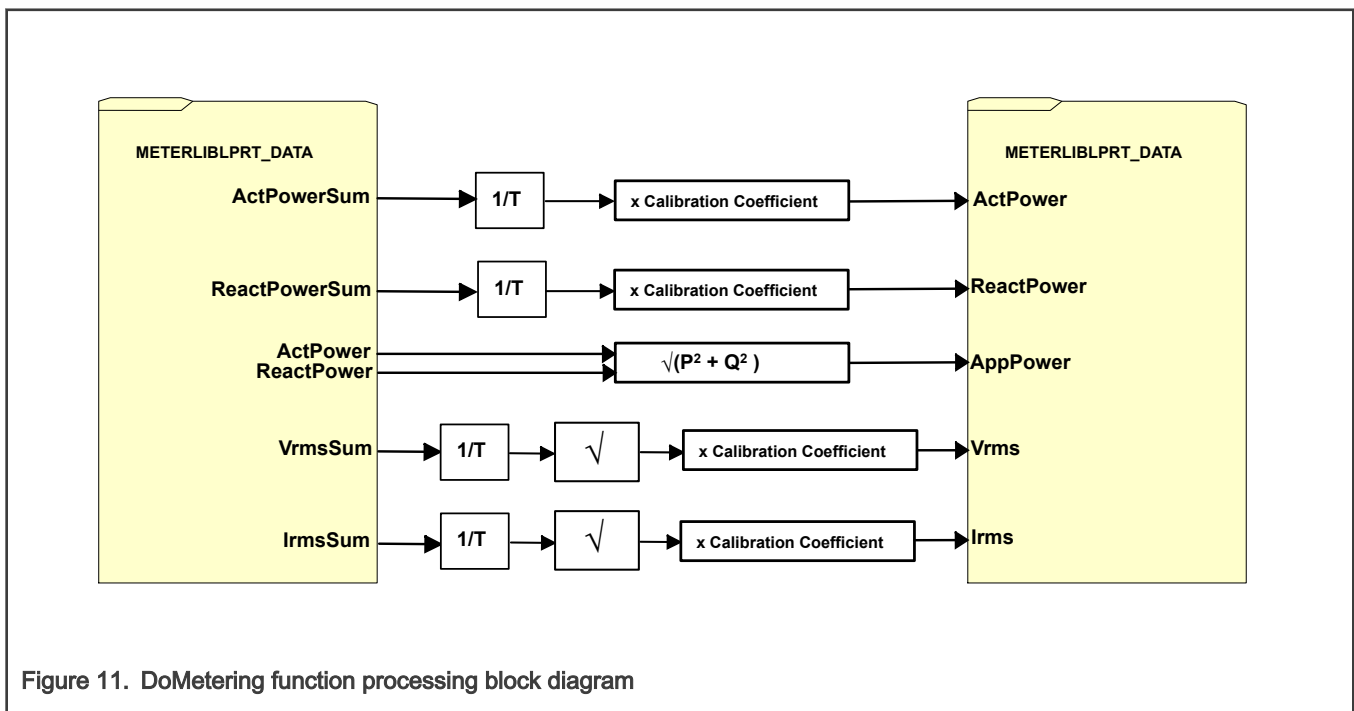 METERLIBLPRT_DATA
METERLIBLPRT_DATA
ActPowerSum
1/T
x Calibration Coefficient
ActPower
ReactPowerSum
1/T
x Calibration Coefficient
ReactPower
ActPower
ReactPower
√(P² + Q² )
AppPower
VrmsSum
1/T
√
x Calibration Coefficient
Vrms
IrmsSum
1/T
√
x Calibration Coefficient
Irms
Figure 11. DoMetering function processing block diagram